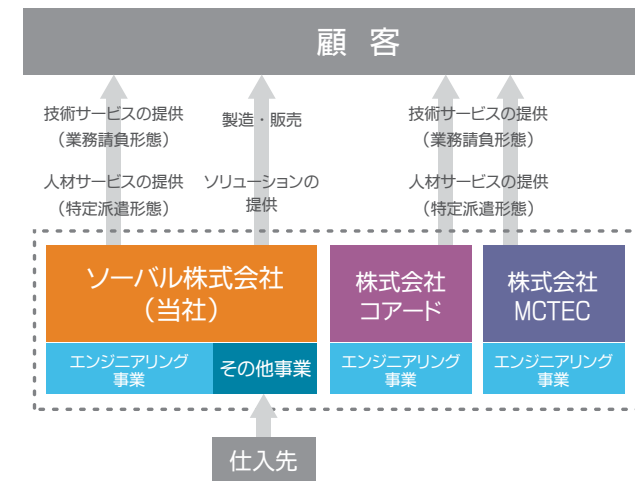 顧 客
技術サービスの提供
（業務請負形態）
人材サービスの提供
（特定派遣形態）
製造・販売
ソリューションの
提供
技術サービスの提供
（業務請負形態）
人材サービスの提供
（特定派遣形態）
ソーバル株式会社
（当社）
エンジニアリング
事業
その他事業
株式会社
コアード
エンジニアリング
事業
株式会社
MCTEC
エンジニアリング
事業
仕入先